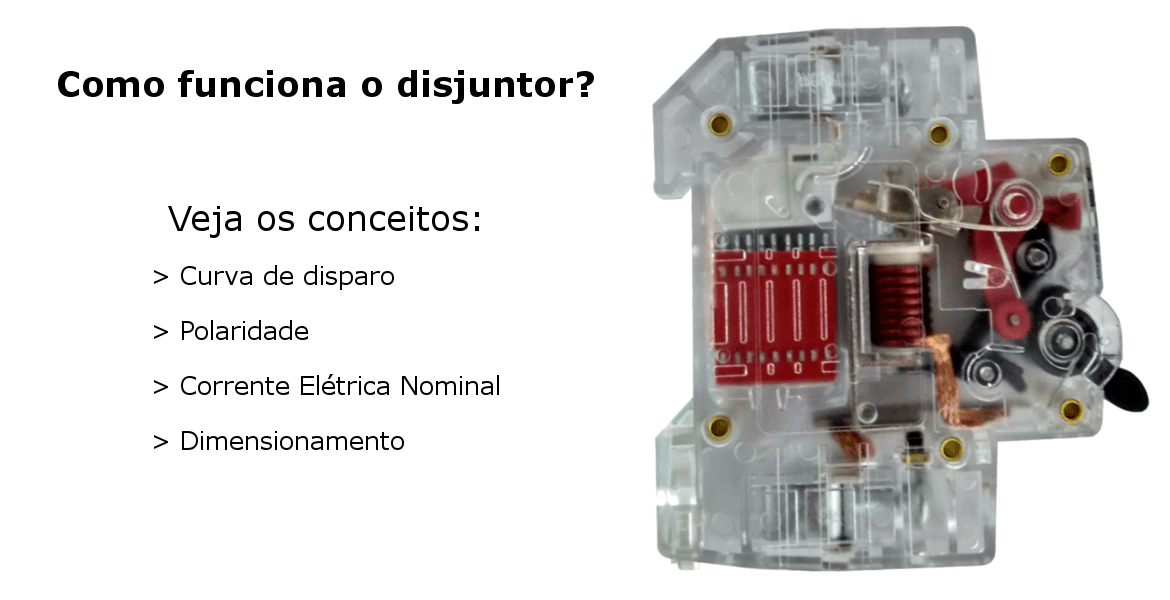 Como funciona o disjuntor?
Veja os conceitos:
> Curva de disparo
> Polaridade
> Corrente Elétrica Nominal
> Dimensionamento